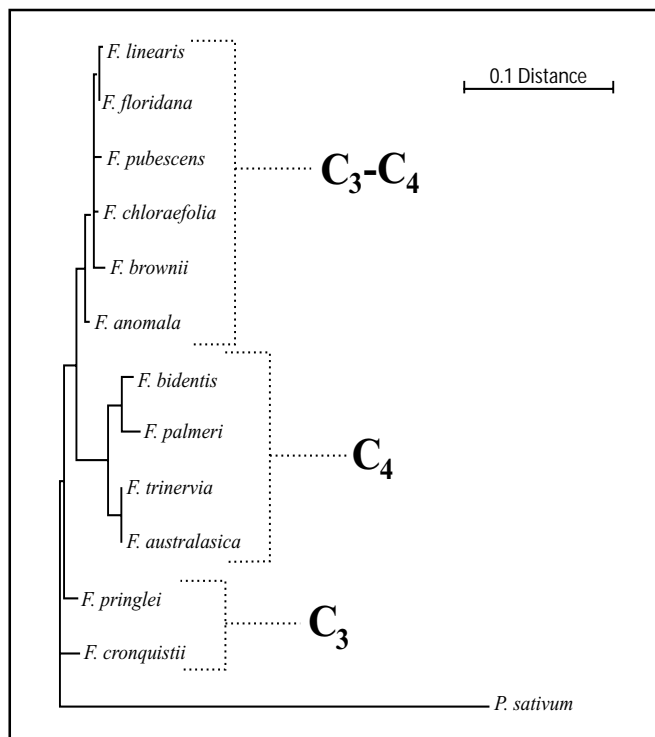 F. linearis
0.1 Distance
F. floridana
F. pubescens
C₃-C₄
F. chloraefolia
F. brownii
F. anomala
F. bidentis
F. palmeri
C₄
F. trinervia
F. australasica
F. pringlei
C₃
F. cronquistii
P. sativum